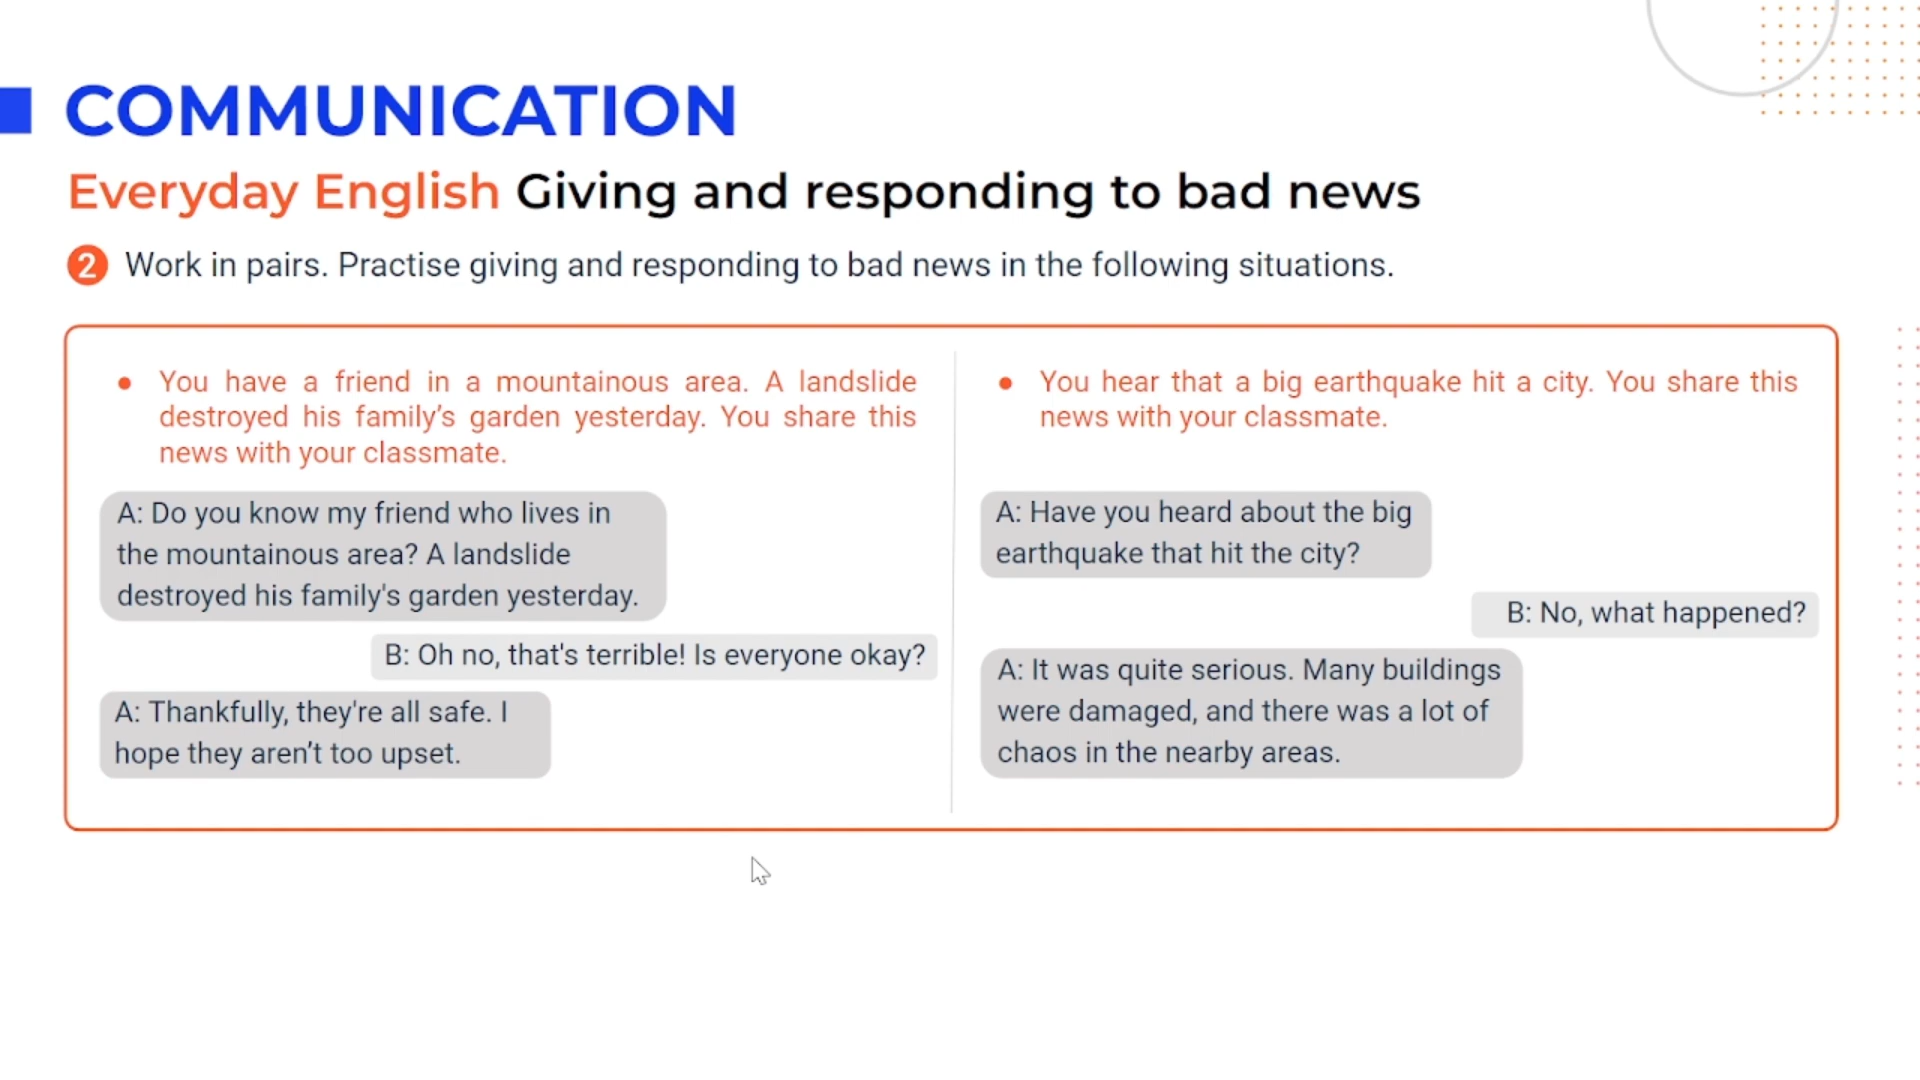 COMMUNICATION
Everyday English Giving and responding to bad news
2 Work in pairs. Practise giving and responding to bad news in the following situations.
• You have a friend in a mountainous area. A landslide
destroyed his family’s garden yesterday. You share this
news with your classmate.
A: Do you know my friend who lives in
the mountainous area? A landslide
destroyed his family's garden yesterday.
B: Oh no, that's terrible! Is everyone okay?
A: Thankfully, they're all safe. I
hope they aren’t too upset.
• You hear that a big earthquake hit a city. You share this
news with your classmate.
A: Have you heard about the big
earthquake that hit the city?
B: No, what happened?
A: It was quite serious. Many buildings
were damaged, and there was a lot of
chaos in the nearby areas.